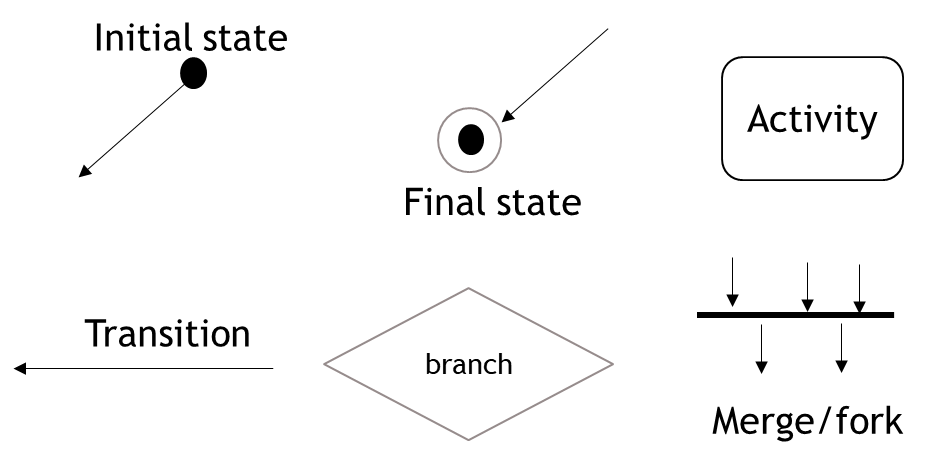 Initial state
Final state
Activity
Transition
branch
Merge/fork